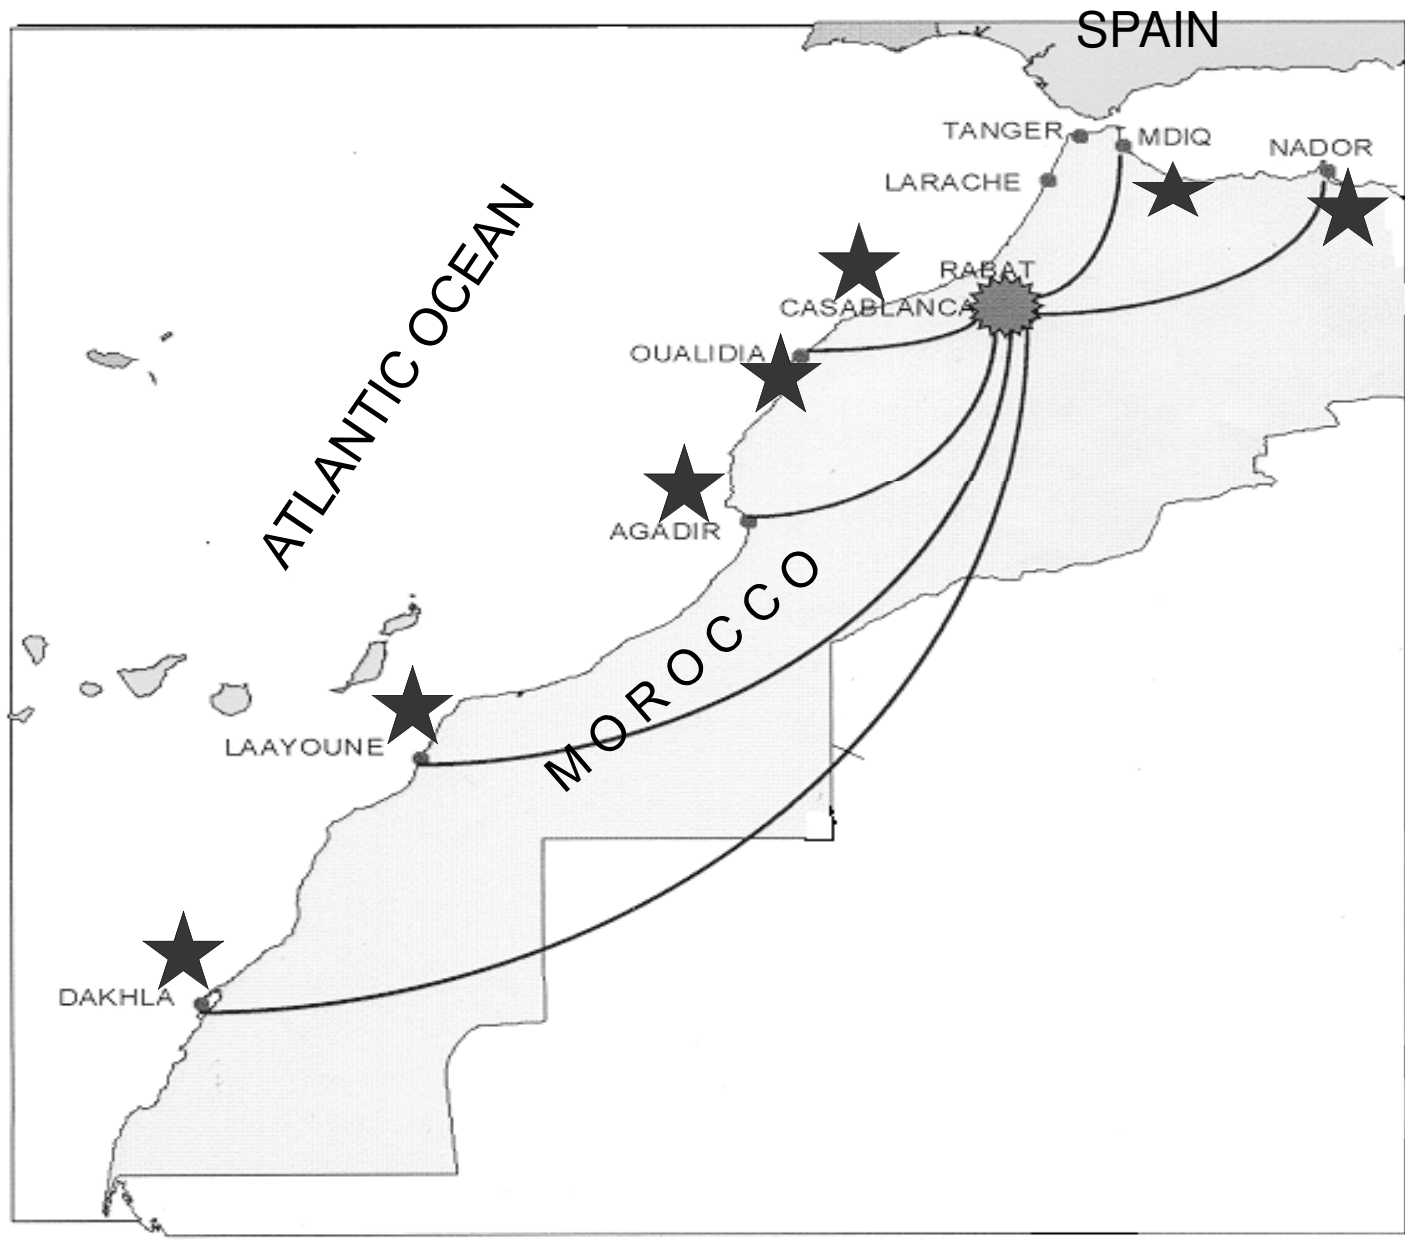 SPAIN
TANGER
MDIQ
NADOR
LARACHE
ATLANTIC OCEAN
RABAT
CASABLANCA
OUALIDIA
AGADIR
MOROCCO
LAAYOUNE
DAKHLA